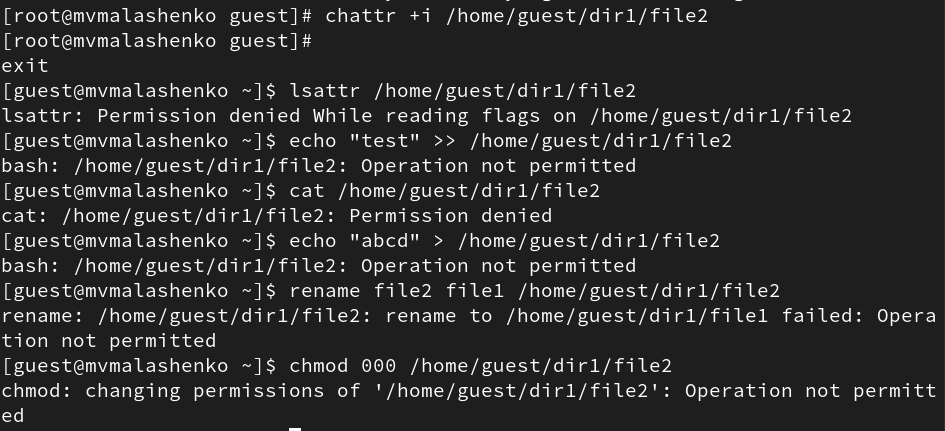 [root@mvmalashenko guest]# chattr +i /home/guest/dir1/file2
[root@mvmalashenko guest]#
exit
[guest@mvmalashenko ~]$ lsattr /home/guest/dir1/file2
lsattr: Permission denied While reading flags on /home/guest/dir1/file2
[guest@mvmalashenko ~]$ echo "test" >> /home/guest/dir1/file2
bash: /home/guest/dir1/file2: Operation not permitted
[guest@mvmalashenko ~]$ cat /home/guest/dir1/file2
cat: /home/guest/dir1/file2: Permission denied
[guest@mvmalashenko ~]$ echo "abcd" > /home/guest/dir1/file2
bash: /home/guest/dir1/file2: Operation not permitted
[guest@mvmalashenko ~]$ rename file2 file1 /home/guest/dir1/file2
rename: /home/guest/dir1/file2: rename to /home/guest/dir1/file1 failed: Opera
tion not permitted
[guest@mvmalashenko ~]$ chmod 000 /home/guest/dir1/file2
chmod: changing permissions of '/home/guest/dir1/file2': Operation not permitt
ed